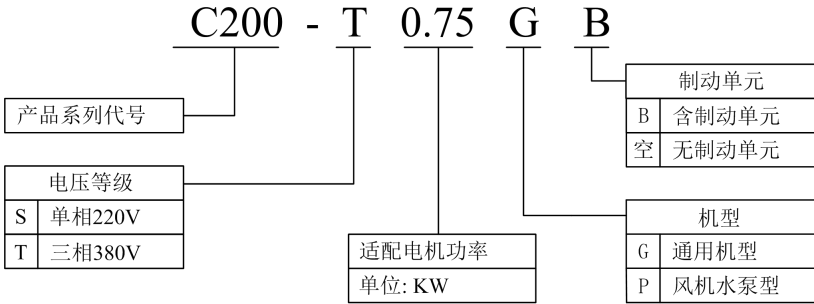 C200 - T 0.75 G B
产品系列代号
电压等级
S 单相220V
T 三相380V
适配电机功率
单位: KW
制动单元
B 含制动单元
空 无制动单元
机型
G 通用机型
P 风机水泵型